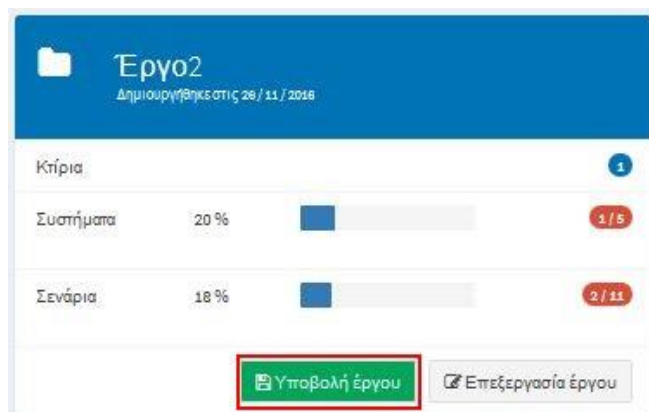 Έργο2
Δημιουργήθηκε στις 26/11/2016
Κτίρια 1
Συστήματα 20 % 1/5
Σενάρια 18 % 2/11
Υποβολή έργου Επεξεργασία έργου